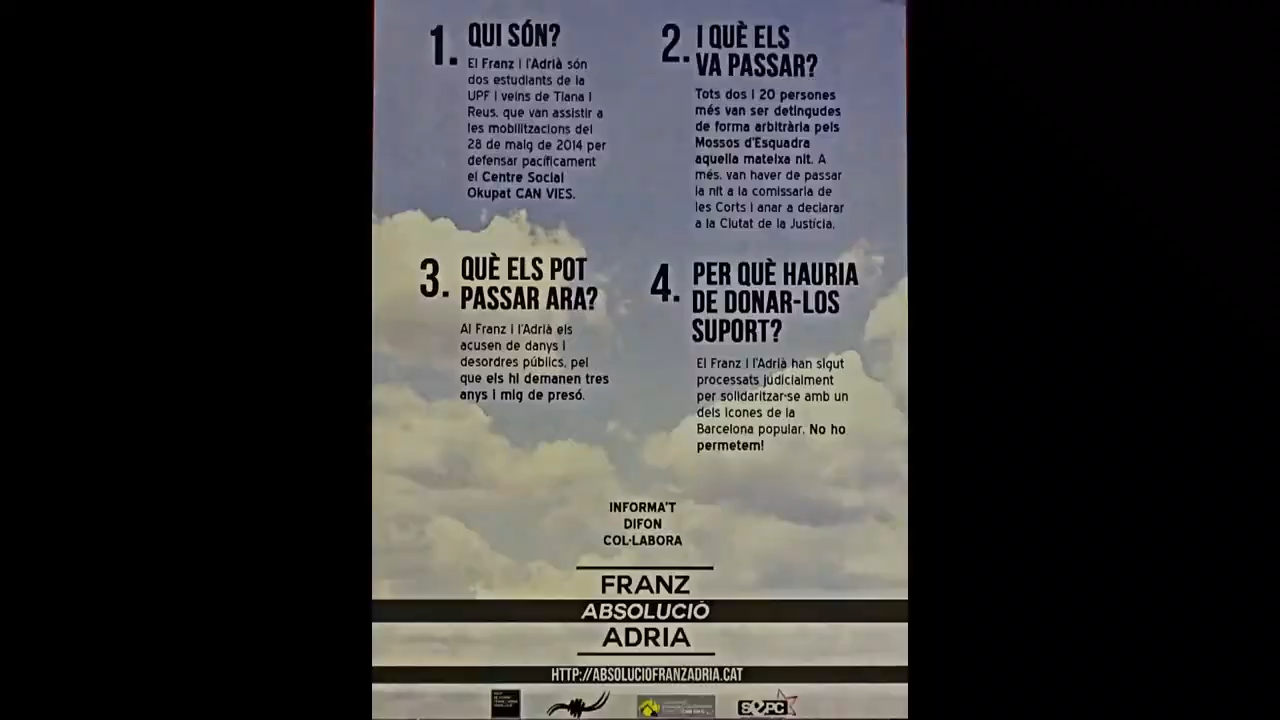 1. QUI SÓN?
El Franz i l'Adrià són
dos estudiants de la
UPF i veïns de Tiana i
Reus, que van assistir a
les mobilitzacions del
28 de maig de 2014 per
defensar pacíficament
el Centre Social
Okupat CAN VIES.
2. I QUÈ ELS
VA PASSAR?
Tots dos i 20 persones
més van ser detingudes
de forma arbitrària pels
Mossos d'Esquadra
aquella mateixa nit. A
més, van haver de passar
la nit a la comissaria de
les Corts i anar a declarar
a la Ciutat de la Justícia.
3. QUÈ ELS POT
PASSAR ARA?
Al Franz i l'Adrià els
acusen de danys i
desordres públics, pel
que els hi demanen tres
anys i mig de presó.
4. PER QUÈ HAURIA
DE DONAR-LOS
SUPORT?
El Franz i l'Adrià han sigut
processats judicialment
per solidaritzar-se amb un
dels icones de la
Barcelona popular. No ho
permetem!
INFORMA'T
DIFON
COL·LABORA
FRANZ
ABSOLUCIÓ
ADRIA
HTTP://ABSOLUCIOFRANZADRIA.CAT
SEPC